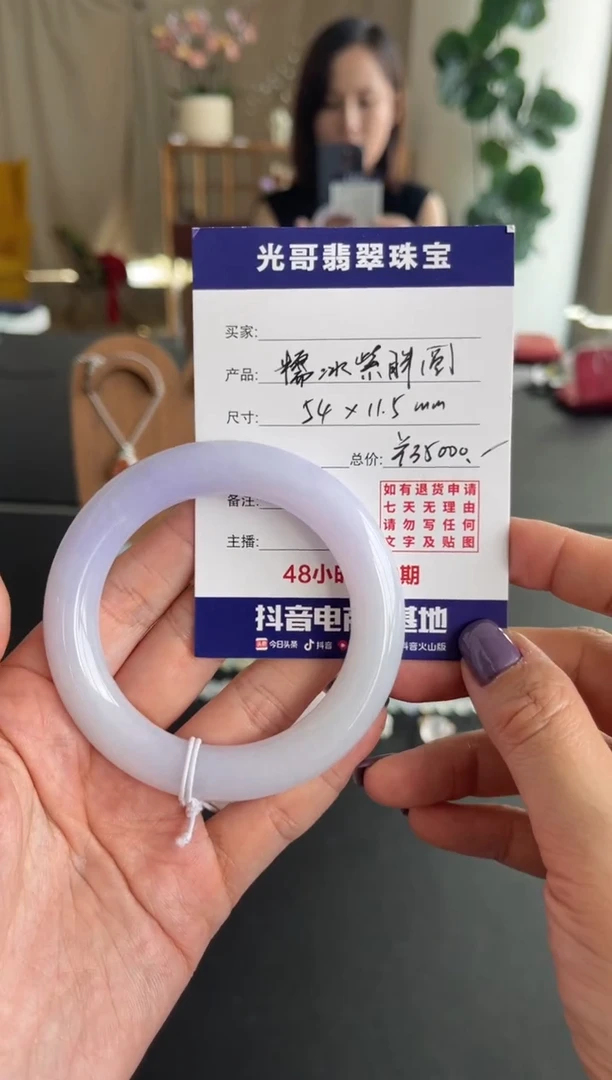 光哥翡翠珠宝
买家:
产品: 糯冰紫胖圆
尺寸: 54×11.5mm
总价: ¥35000.-
备注:
如有退货申请
七天无理由
请勿写任何
文字及贴图
主播:
48小 期
抖音电 基地
今日头条 抖音 抖音火山版